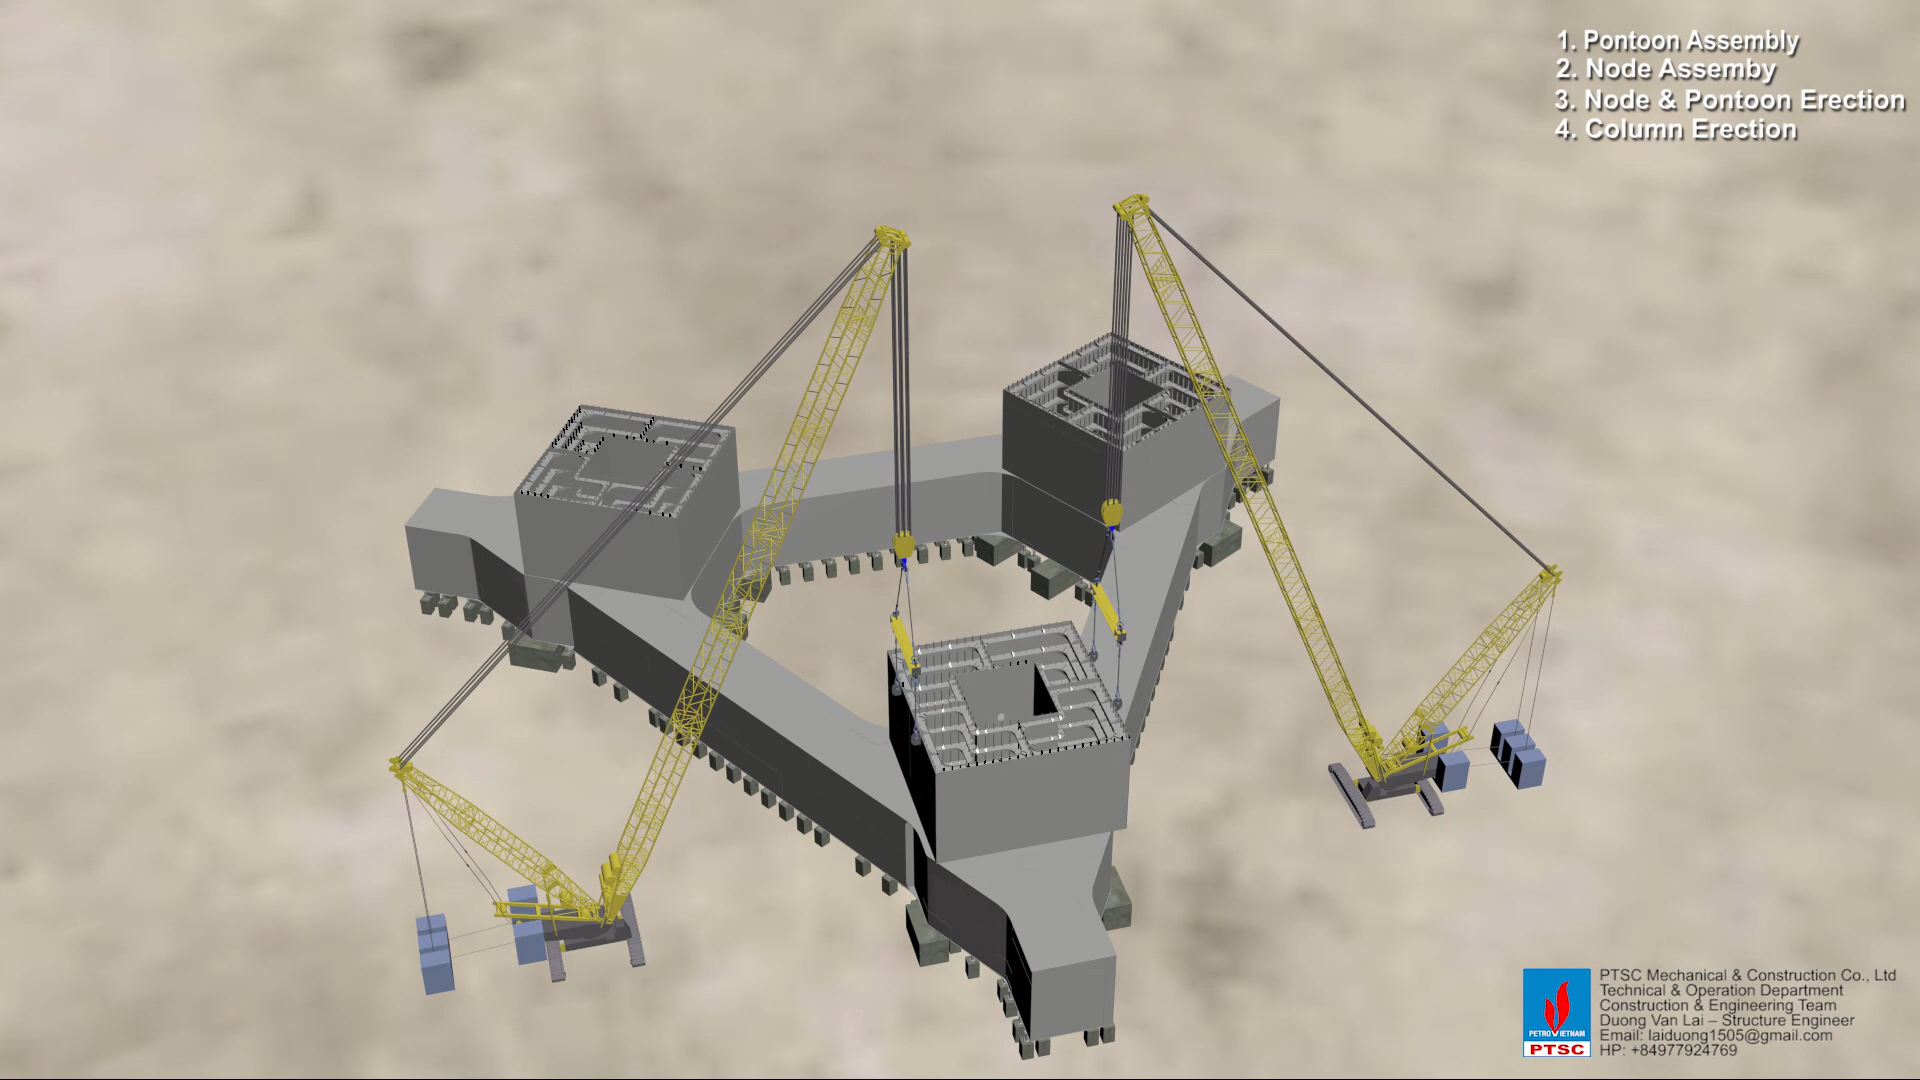 1. Pontoon Assembly
2. Node Assemby
3. Node & Pontoon Erection
4. Column Erection
PETROVIETNAM
PTSC
PTSC Mechanical & Construction Co., Ltd
Technical & Operation Department
Construction & Engineering Team
Duong Van Lai – Structure Engineer
Email: laiduong1505@gmail.com
HP: +84977924769